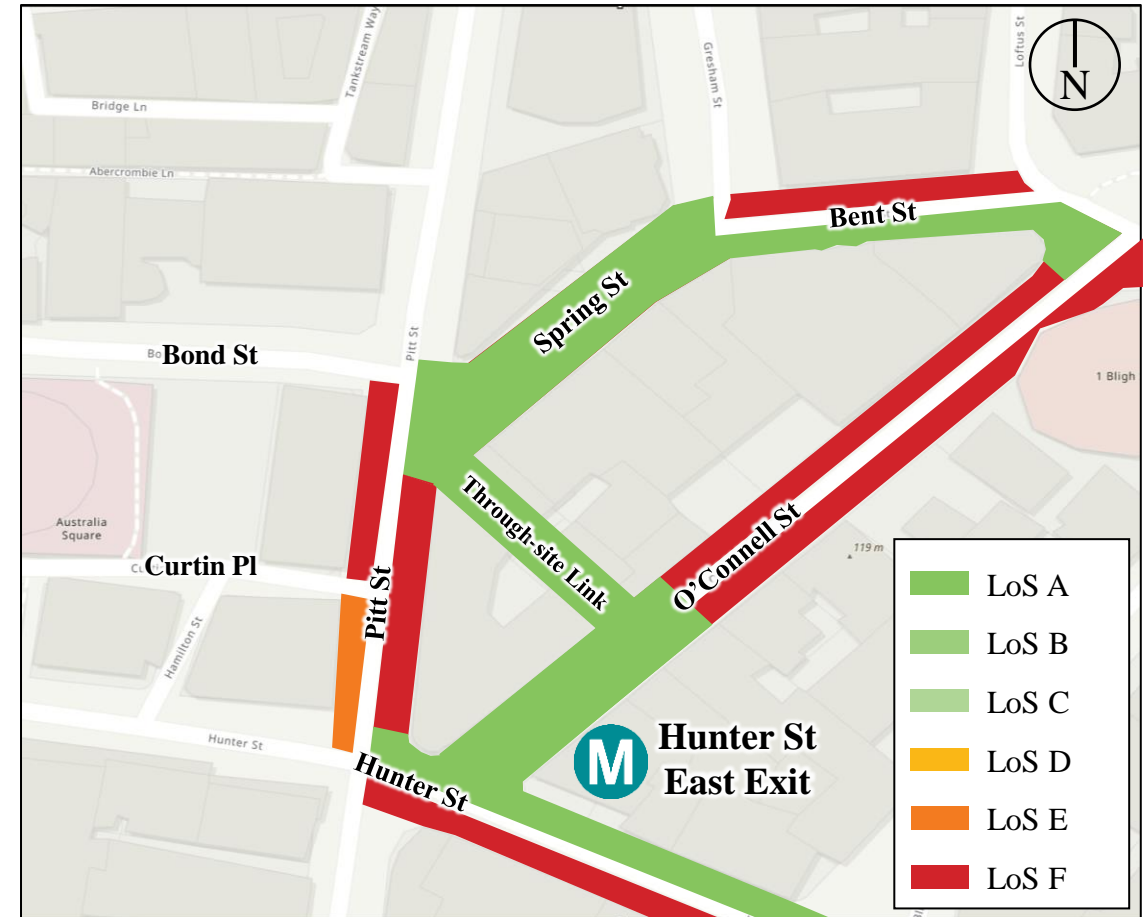 Tankstream Way
Gresham St
Loftus St
N
Bridge Ln
Abercrombie Ln
Bent St
Spring St
Pitt St
Bond St
1 Bligh
Through-site Link
O'Connell St
Australia
Square
119 m
Curtin Pl
Pitt St
Hamilton St
Hunter St
Hunter St
M
Hunter St
East Exit
LoS A
LoS B
LoS C
LoS D
LoS E
LoS F